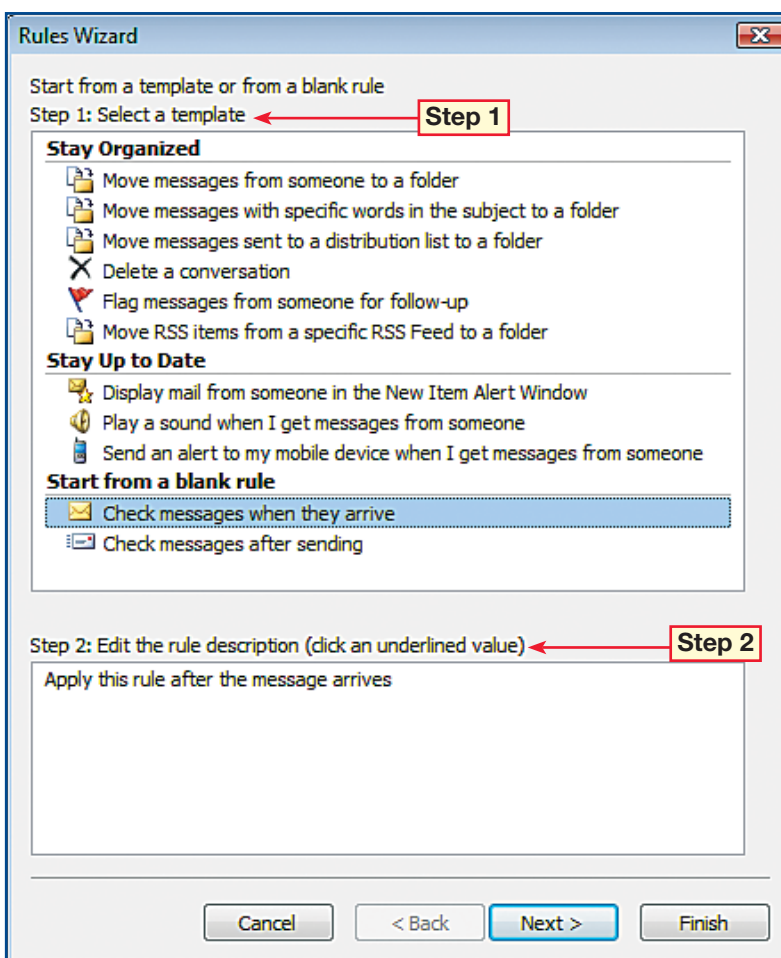 Rules Wizard
Start from a template or from a blank rule
Step 1: Select a template
Step 1
Stay Organized
Move messages from someone to a folder
Move messages with specific words in the subject to a folder
Move messages sent to a distribution list to a folder
Delete a conversation
Flag messages from someone for follow-up
Move RSS items from a specific RSS Feed to a folder
Stay Up to Date
Display mail from someone in the New Item Alert Window
Play a sound when I get messages from someone
Send an alert to my mobile device when I get messages from someone
Start from a blank rule
Check messages when they arrive
Check messages after sending
Step 2: Edit the rule description (click an underlined value)
Step 2
Apply this rule after the message arrives
Cancel
< Back
Next >
Finish